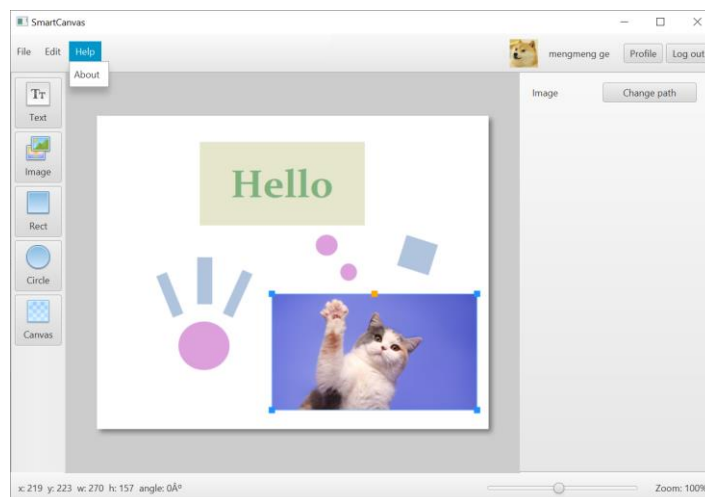 SmartCanvas
File Edit Help
mengmeng ge Profile Log out
About
Image Change path
Tт
Text
Image
Rect
Circle
Canvas
Hello
x: 219 y: 223 w: 270 h: 157 angle: 0Âº
Zoom: 100%